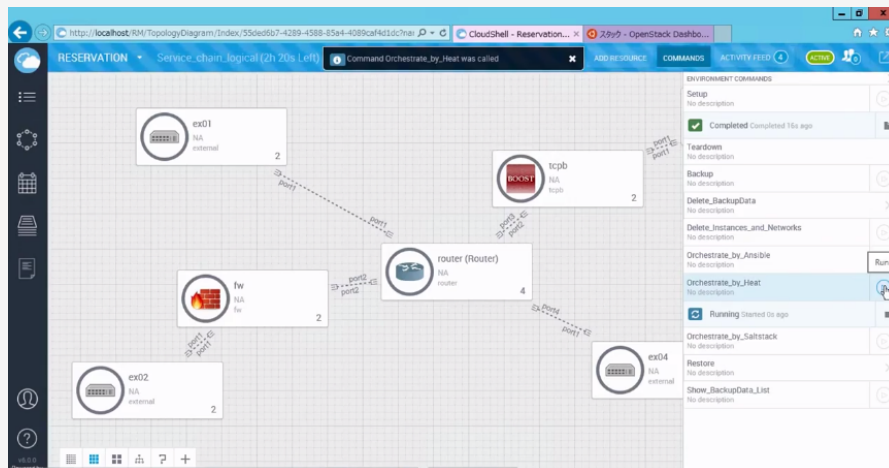 http://localhost/RM/TopologyDiagram/Index/55ded6b7-4289-4588-85a4-4089caf4d1dc?na
CloudShell - Reservation...
スタック - OpenStack Dashbo...
RESERVATION
Service_chain_logical (2h 20s Left)
Command Orchestrate_by_Heat was called
ADD RESOURCE
COMMANDS
ACTIVITY FEED 4
ACTIVE
0
ENVIRONMENT COMMANDS
Setup
No description
Completed Completed 16s ago
Teardown
No description
Backup
No description
Delete_BackupData
No description
Delete_Instances_and_Networks
No description
Orchestrate_by_Ansible
No description
Run
Orchestrate_by_Heat
No description
Running Started 0s ago
Orchestrate_by_Saltstack
No description
Restore
No description
Show_BackupData_List
No description
ex01
NA
external
2
port1
port1
BOOST
tcpb
NA
tcpb
2
port1
port1
port3
port2
router (Router)
NA
router
4
fw
NA
fw
2
port2
port2
port1
port1
port4
port1
ex02
NA
external
2
ex04
NA
external
v6.0.0